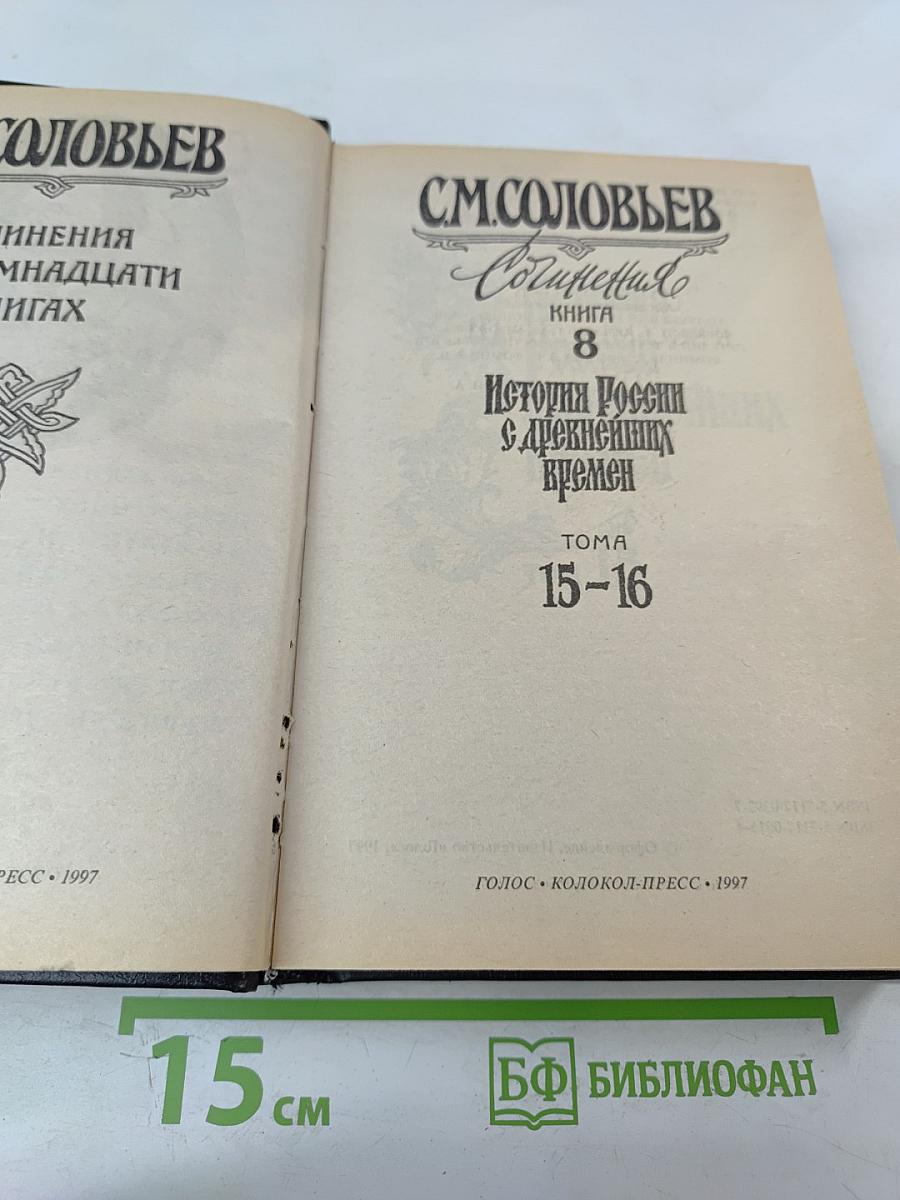 СОЛОВЬЕВ
ЧИНЕНИЯ
МНАДЦАТИ
ИГАХ
РЕСС • 1997
С.М.СОЛОВЬЕВ
Сочинения
КНИГА
8
История России
с древнейших
времен
ТОМА
15–16
ГОЛОС • КОЛОКОЛ-ПРЕСС • 1997
15 см
БФ БИБЛИОФАН